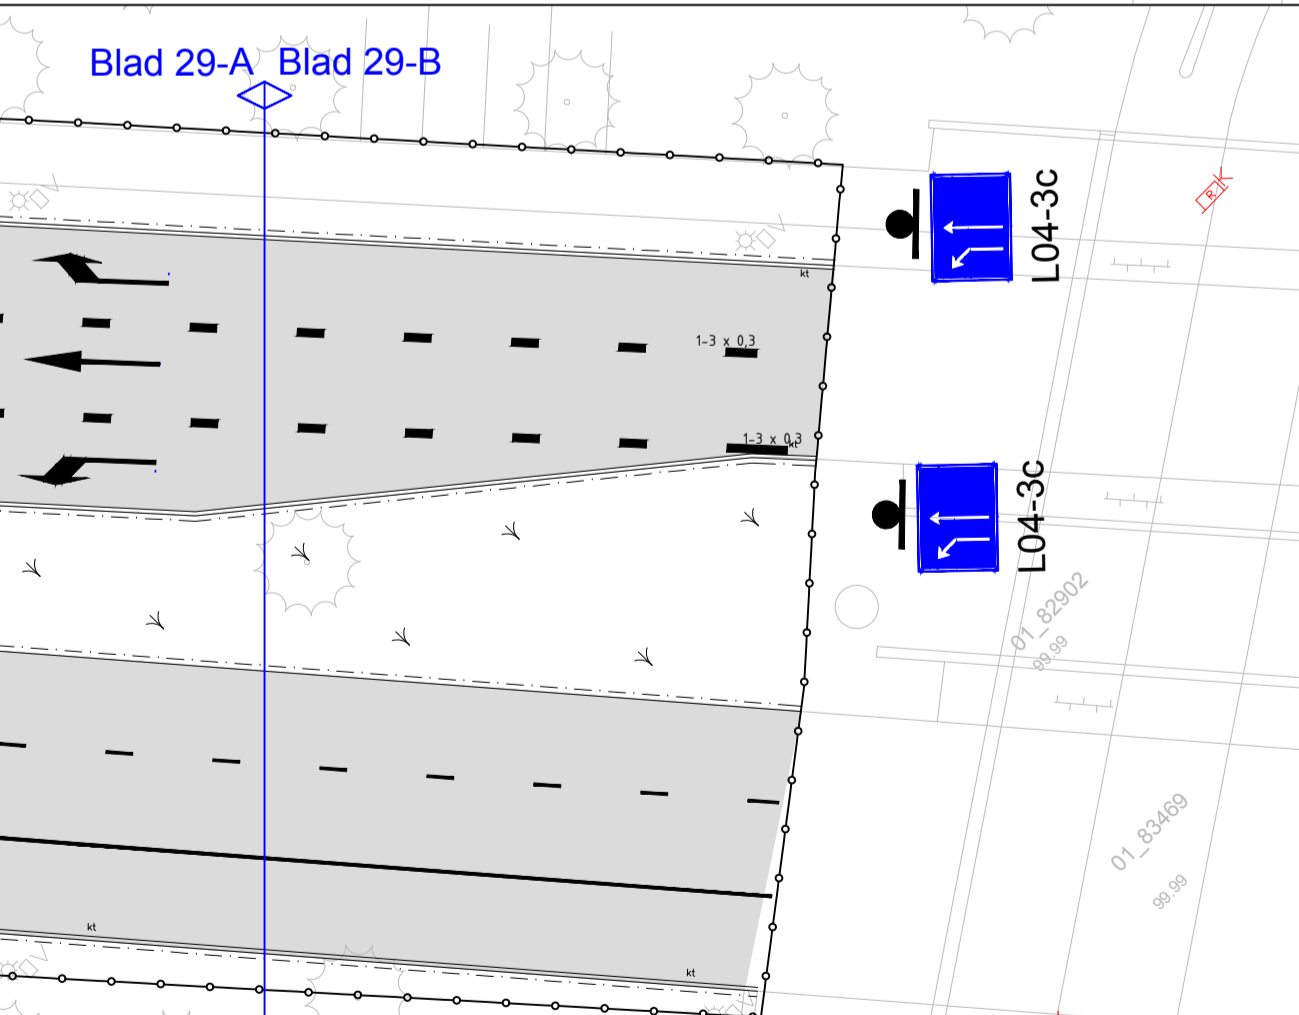 Blad 29-A
Blad 29-B
L04-3c
R
kt
1-3 x 0,3
1-3 x 0,3
kt
L04-3c
01_82902
99.99
01_83469
99.99
kt
kt